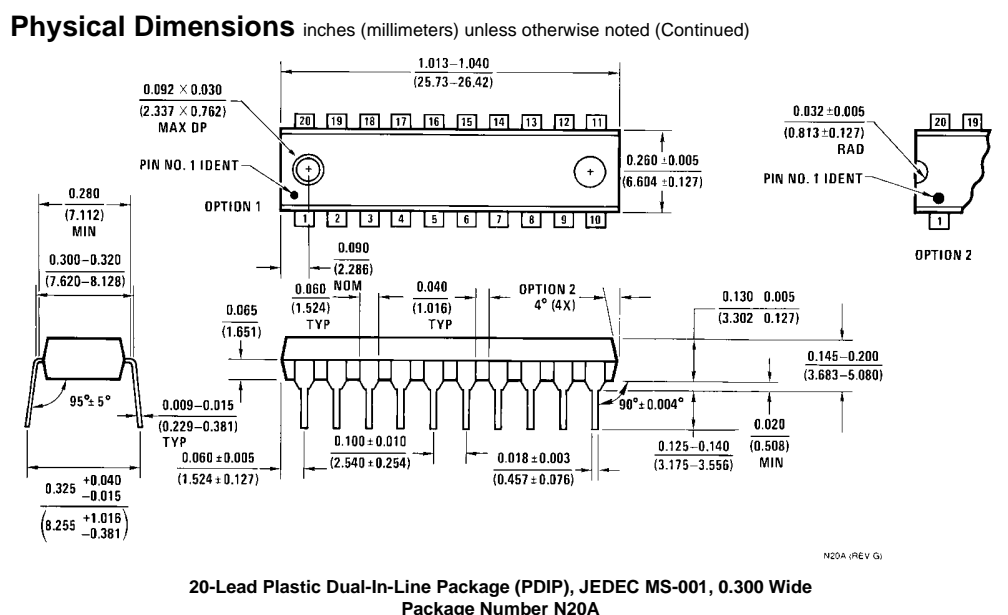 Physical Dimensions inches (millimeters) unless otherwise noted (Continued)
1.013–1.040
(25.73–26.42)
0.092 × 0.030
(2.337 × 0.762)
MAX DP
20 19 18 17 16 15 14 13 12 11
0.032 ±0.005
(0.813±0.127)
RAD
20 19
PIN NO. 1 IDENT
0.260 ±0.005
(6.604 ±0.127)
PIN NO. 1 IDENT
OPTION 1
1 2 3 4 5 6 7 8 9 10
1
OPTION 2
0.280
(7.112)
MIN
0.090
(2.286)
NOM
0.300–0.320
(7.620–8.128)
0.060
(1.524)
TYP
0.040
(1.016)
TYP
OPTION 2
4° (4X)
0.130 0.005
(3.302 0.127)
0.065
(1.651)
0.145–0.200
(3.683–5.080)
95°± 5°
0.009–0.015
(0.229–0.381)
TYP
90°±0.004°
0.020
(0.508)
MIN
0.100 ±0.010
(2.540 ±0.254)
0.125–0.140
(3.175–3.556)
0.060 ±0.005
(1.524 ±0.127)
0.018 ±0.003
(0.457 ±0.076)
0.325 +0.040
–0.015
(8.255 +1.016
–0.381)
N20A (REV G)
20-Lead Plastic Dual-In-Line Package (PDIP), JEDEC MS-001, 0.300 Wide
Package Number N20A